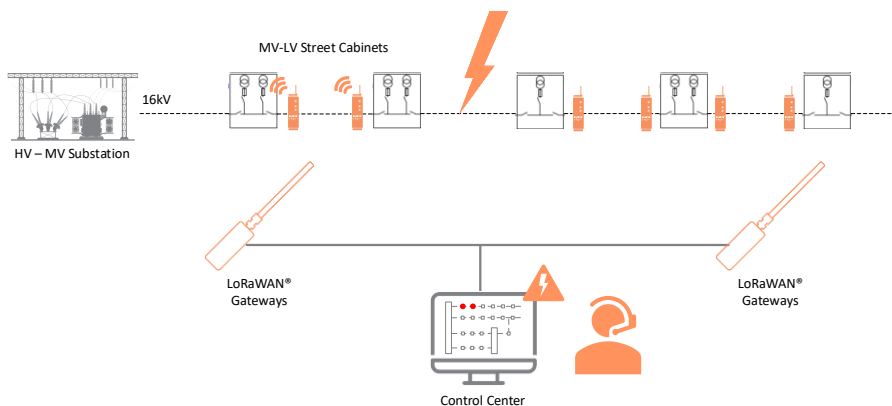 MV-LV Street Cabinets
16kV
HV – MV Substation
LoRaWAN®
Gateways
LoRaWAN®
Gateways
Control Center